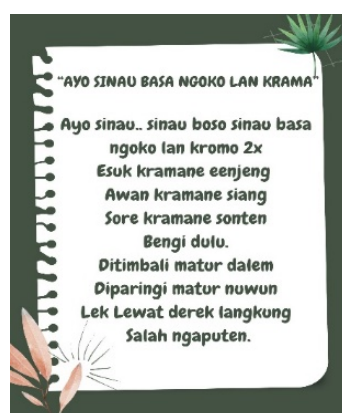 "AYO SINAU BASA NGOKO LAN KRAMA"
Ayo sinau.. sinau boso sinau basa
ngoko lan kromo 2x
Esuk kramane eenjeng
Awan kramane siang
Sore kramane sonten
Bengi dulu.
Ditimbali matur dalem
Diparingi matur nuwun
Lek Lewat derek langkung
Salah ngaputen.